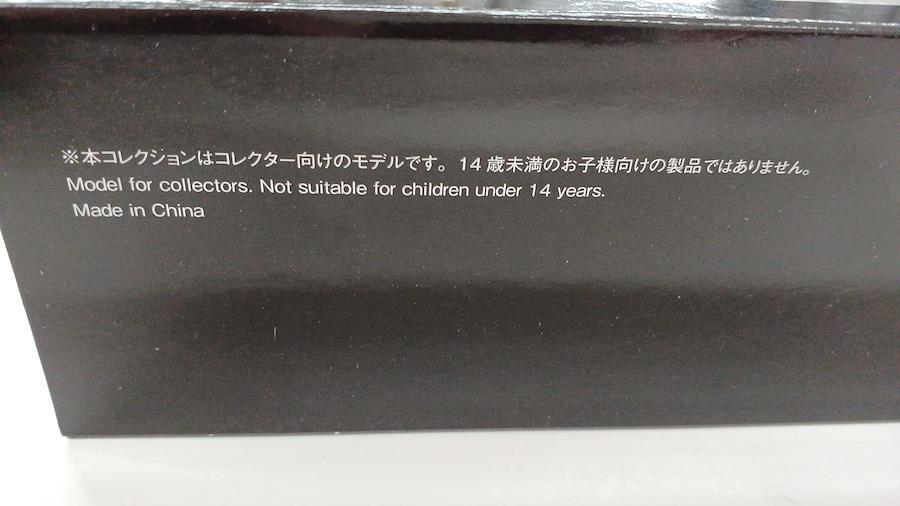 ※本コレクションはコレクター向けのモデルです。14歳未満のお子様向けの製品ではありません。
Model for collectors. Not suitable for children under 14 years.
Made in China